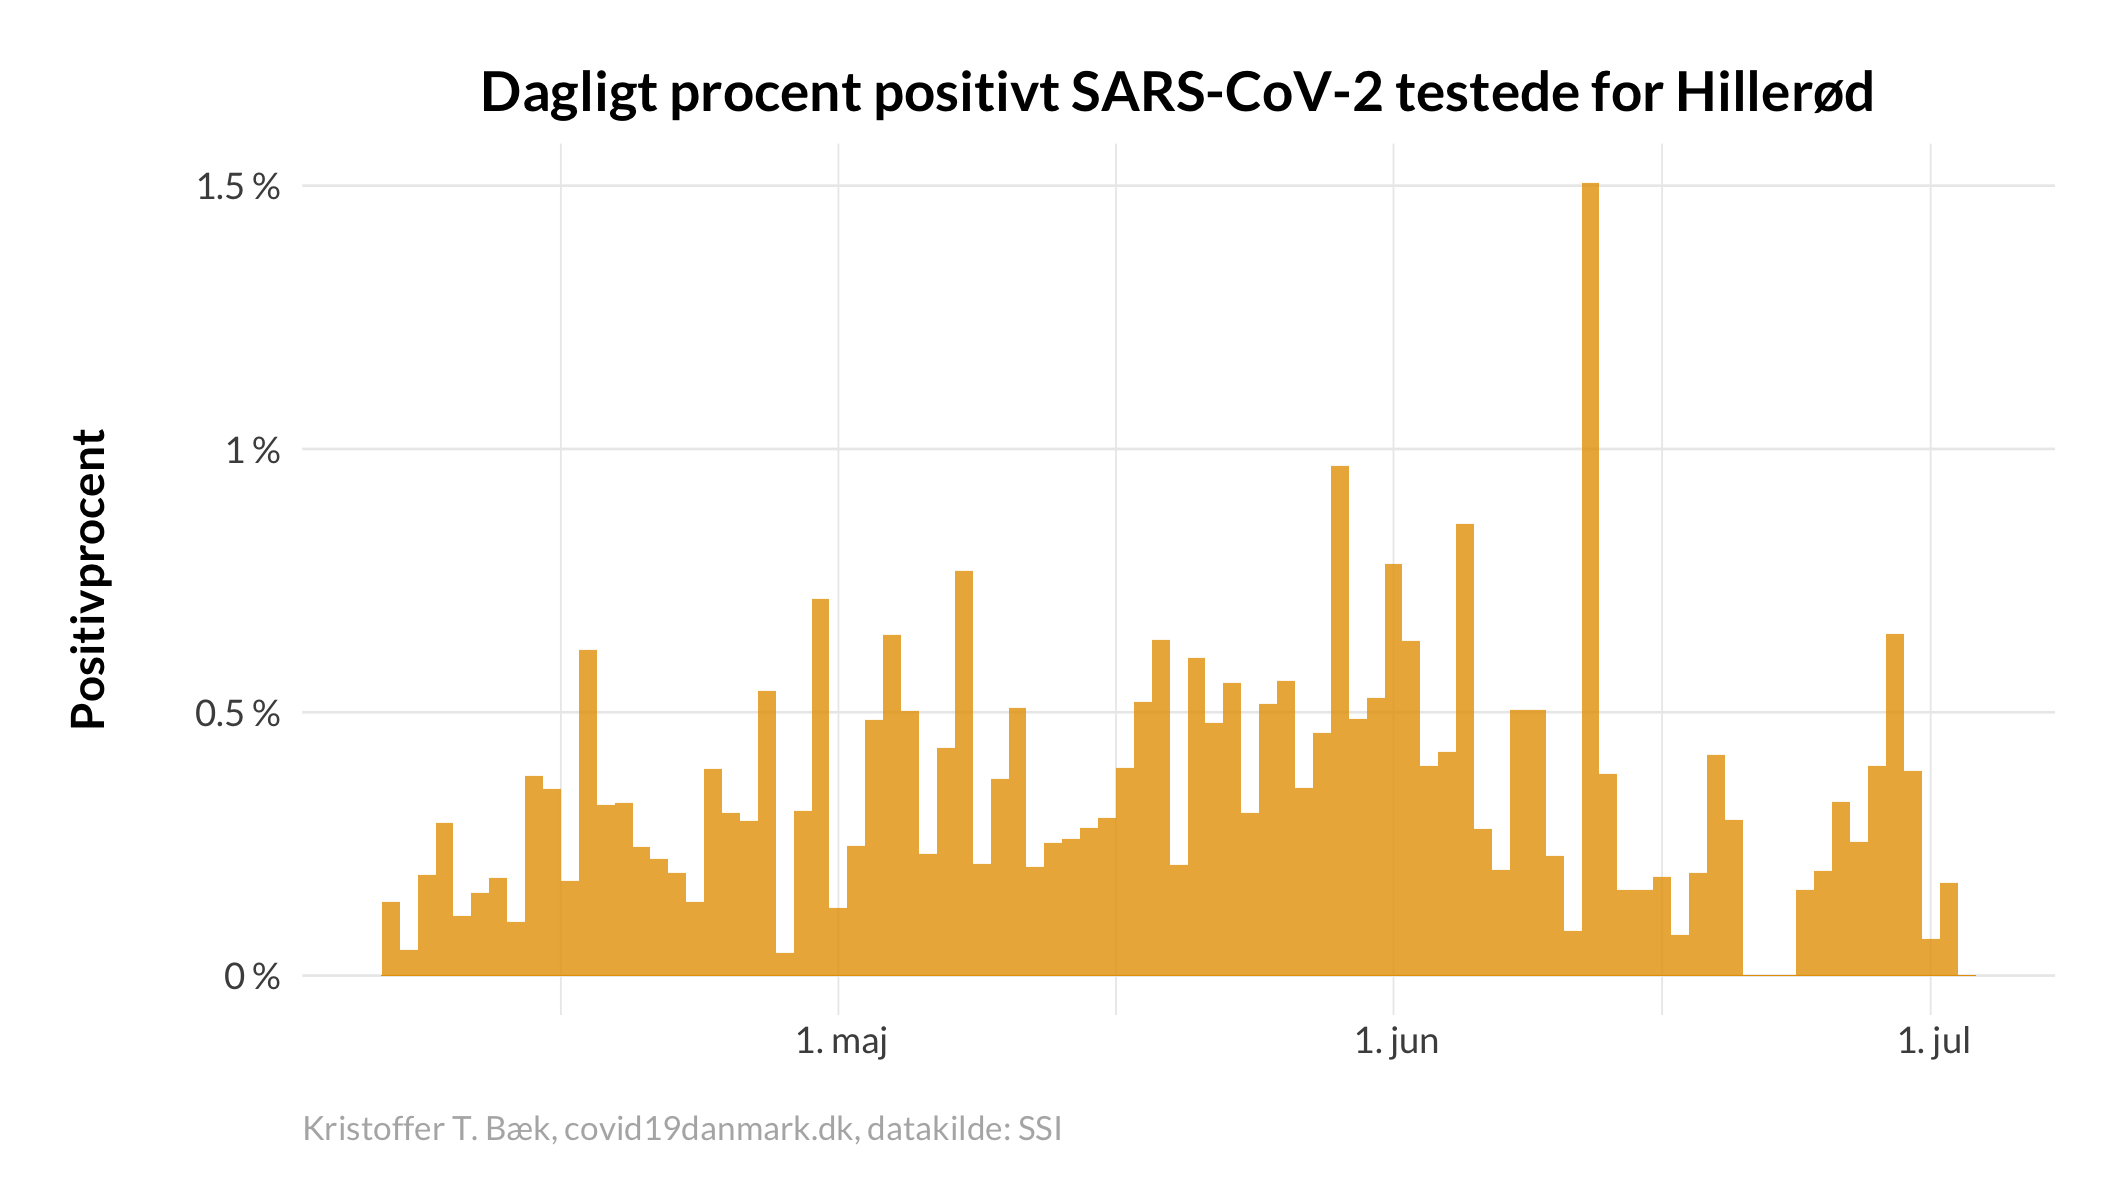 Dagligt procent positivt SARS-CoV-2 testede for Hillerød
Positivprocent
1.5 %
1 %
0.5 %
0 %
1. maj
1. jun
1. jul
Kristoffer T. Bæk, covid19danmark.dk, datakilde: SSI